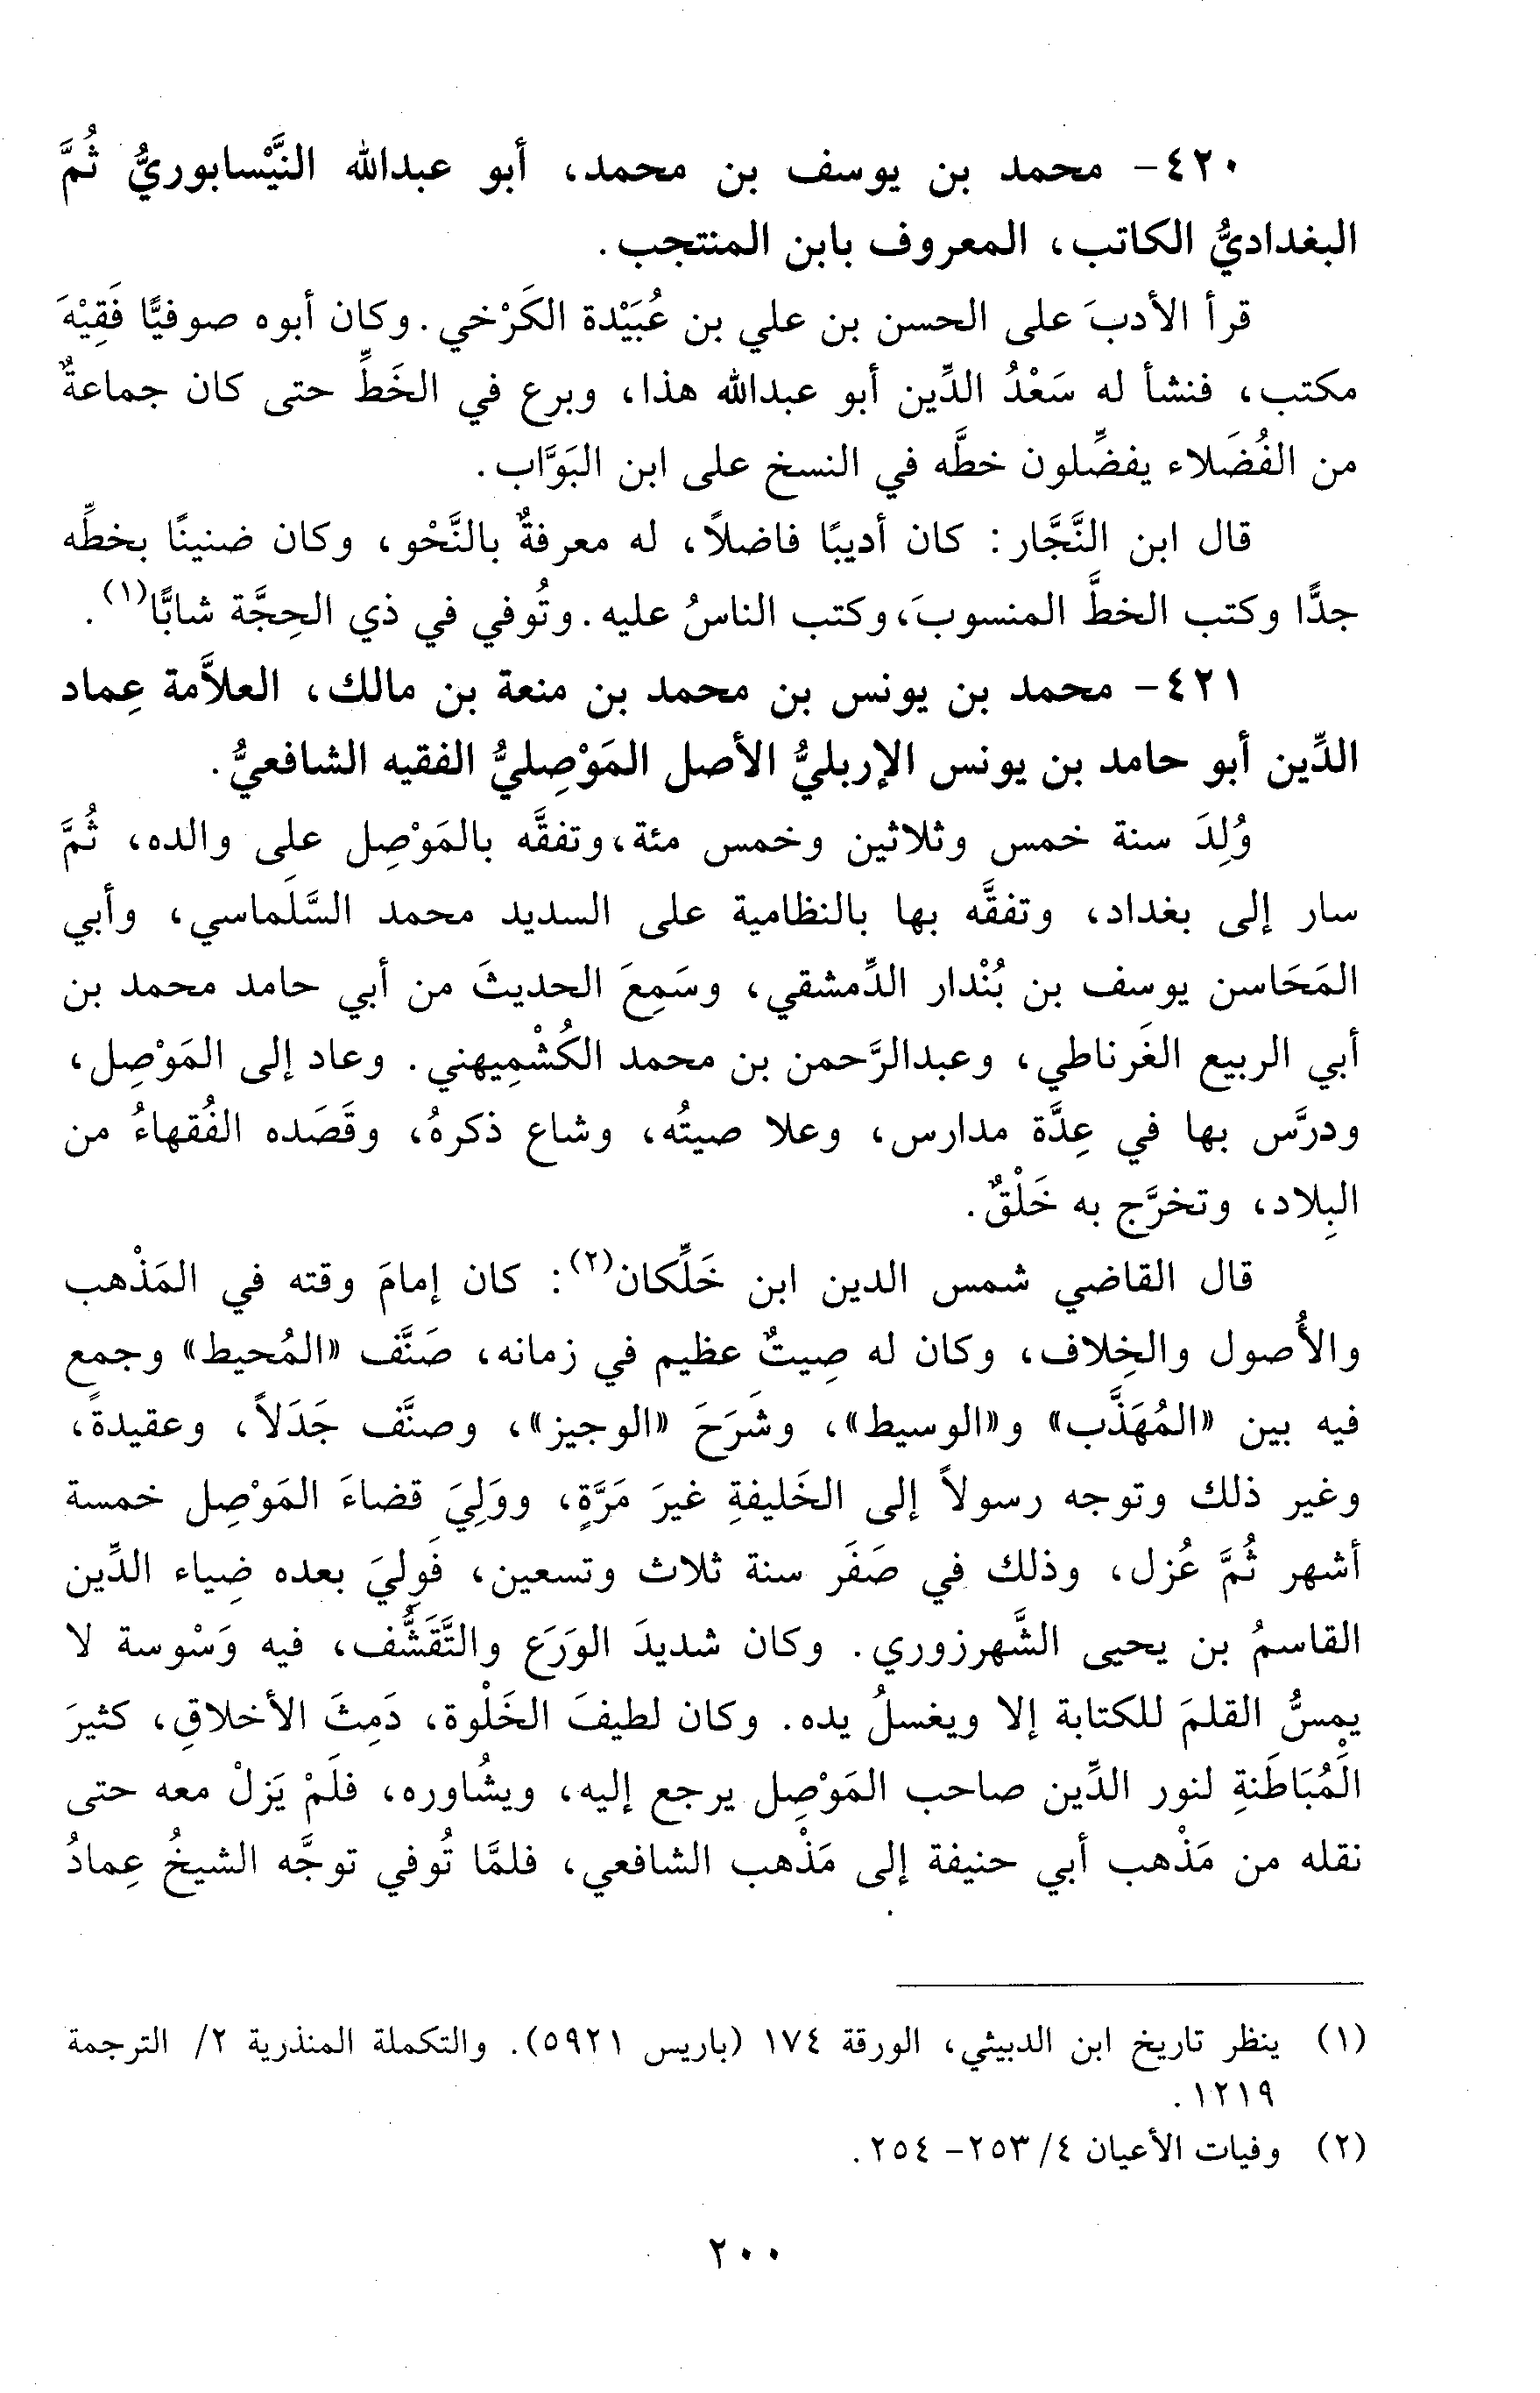 ٤٢٠- محمد بن يوسف بن محمد، أبو عبدالله النَّيْسابوريُّ ثُمَّ
البغداديُّ الكاتب، المعروف بابن المنتجب.
قرأ الأدبَ على الحسن بن علي بن عُبَيْدة الكَرْخي. وكان أبوه صوفيًّا فَقِيْهَ
مكتب، فنشأ له سَعْدُ الدِّين أبو عبدالله هذا، وبرع في الخَطِّ حتى كان جماعةٌ
من الفُضَلاء يفضِّلون خطَّه في النسخ على ابن البَوَّاب.
قال ابن النَّجَّار: كان أديبًا فاضلاً، له معرفةٌ بالنَّحْو، وكان ضنينًا بخطِّه
جدًّا وكتب الخطَّ المنسوبَ، وكتب الناسُ عليه. وتُوفي في ذي الحِجَّة شابًّا(١).
٤٢١- محمد بن يونس بن محمد بن منعة بن مالك، العلاَّمة عِماد
الدِّين أبو حامد بن يونس الإربليُّ الأصل المَوْصِليُّ الفقيه الشافعيُّ.
وُلِدَ سنة خمس وثلاثين وخمس مئة، وتفقَّه بالمَوْصِل على والده، ثُمَّ
سار إلى بغداد، وتفقَّه بها بالنظامية على السديد محمد السَّلَماسي، وأبي
المَحَاسن يوسف بن بُنْدار الدِّمشقي، وسَمِعَ الحديثَ من أبي حامد محمد بن
أبي الربيع الغَرناطي، وعبدالرَّحمن بن محمد الكُشْمِيهني. وعاد إلى المَوْصِل،
ودرَّس بها في عِدَّة مدارس، وعلا صيتُه، وشاع ذكرهُ، وقَصَده الفُقهاءُ من
البِلاد، وتخرَّج به خَلْقٌ.
قال القاضي شمس الدين ابن خَلِّكان(٢): كان إمامَ وقته في المَذْهب
والأُصول والخِلاف، وكان له صِيتٌ عظيم في زمانه، صَنَّف «المُحيط» وجمع
فيه بين «المُهَذَّب» و«الوسيط»، وشَرَحَ «الوجيز»، وصنَّف جَدَلاً، وعقيدةً،
وغير ذلك وتوجه رسولاً إلى الخَليفةِ غيرَ مَرَّةٍ، ووَلِيَ قضاءَ المَوْصِل خمسة
أشهر ثُمَّ عُزل، وذلك في صَفَر سنة ثلاث وتسعين، فَولِيَ بعده ضِياء الدِّين
القاسمُ بن يحيى الشَّهرزوري. وكان شديدَ الوَرَع والتَّقَشُّف، فيه وَسْوسة لا
يمسُّ القلمَ للكتابة إلا ويغسلُ يده. وكان لطيفَ الخَلْوة، دَمِثَ الأخلاقِ، كثيرَ
الْمُبَاطَنةِ لنور الدِّين صاحب المَوْصِل يرجع إليه، ويشُاوره، فلَمْ يَزلْ معه حتى
نقله من مَذْهب أبي حنيفة إلى مَذْهب الشافعي، فلمَّا تُوفي توجَّه الشيخُ عِمادُ
(١) ينظر تاريخ ابن الدبيثي، الورقة ١٧٤ (باريس ٥٩٢١). والتكملة المنذرية ٢/ الترجمة
١٢١٩.
(٢) وفيات الأعيان ٤/ ٢٥٣- ٢٥٤.
٢٠٠